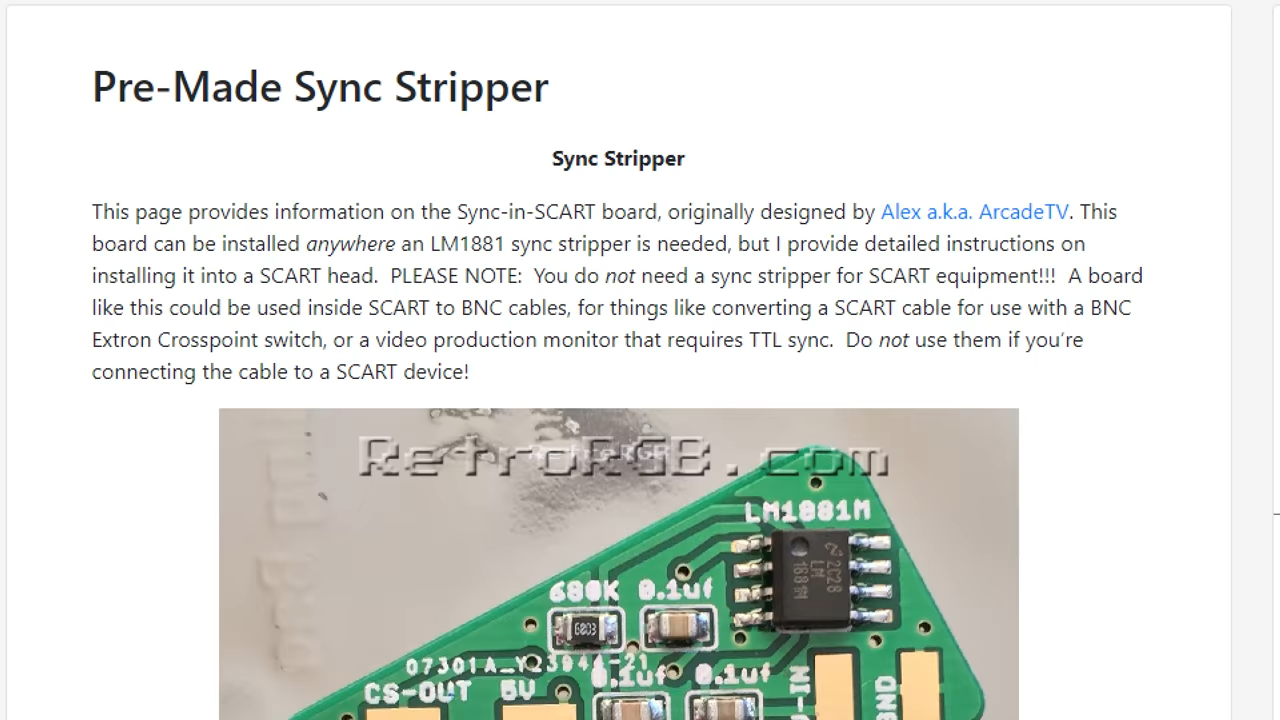 Pre-Made Sync Stripper
Sync Stripper
This page provides information on the Sync-in-SCART board, originally designed by Alex a.k.a. ArcadeTV. This
board can be installed anywhere an LM1881 sync stripper is needed, but I provide detailed instructions on
installing it into a SCART head.  PLEASE NOTE:  You do not need a sync stripper for SCART equipment!!!  A board
like this could be used inside SCART to BNC cables, for things like converting a SCART cable for use with a BNC
Extron Crosspoint switch, or a video production monitor that requires TTL sync.  Do not use them if you’re
connecting the cable to a SCART device!
RetroRGB.com
LM1881M
2C28
LM
1881M
680K 0.1uf
6803
0.1uf 0.1uf
CS-OUT 5V
-IN
GND